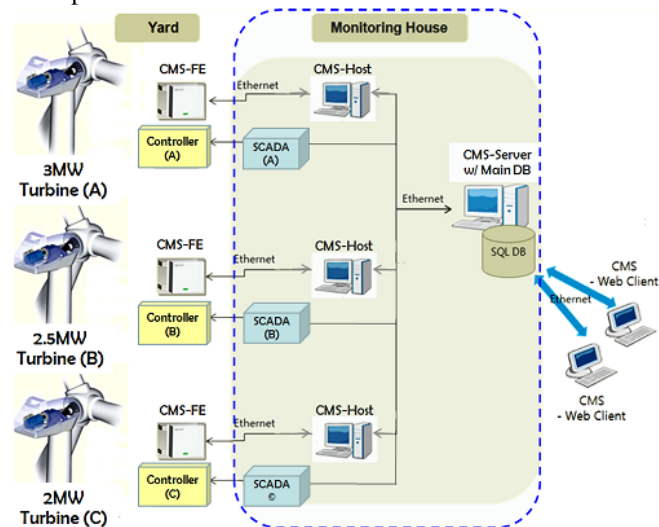 Yard
Monitoring House
CMS-FE
CMS-Host
Ethernet
Controller
(A)
SCADA
(A)
3MW
Turbine (A)
CMS-Server
w/ Main DB
Ethernet
SQL DB
CMS-FE
CMS-Host
Ethernet
Controller
(B)
SCADA
(B)
2.5MW
Turbine (B)
Ethernet
CMS
- Web Client
CMS
- Web Client
CMS-FE
CMS-Host
Ethernet
Controller
(C)
SCADA
©
2MW
Turbine (C)